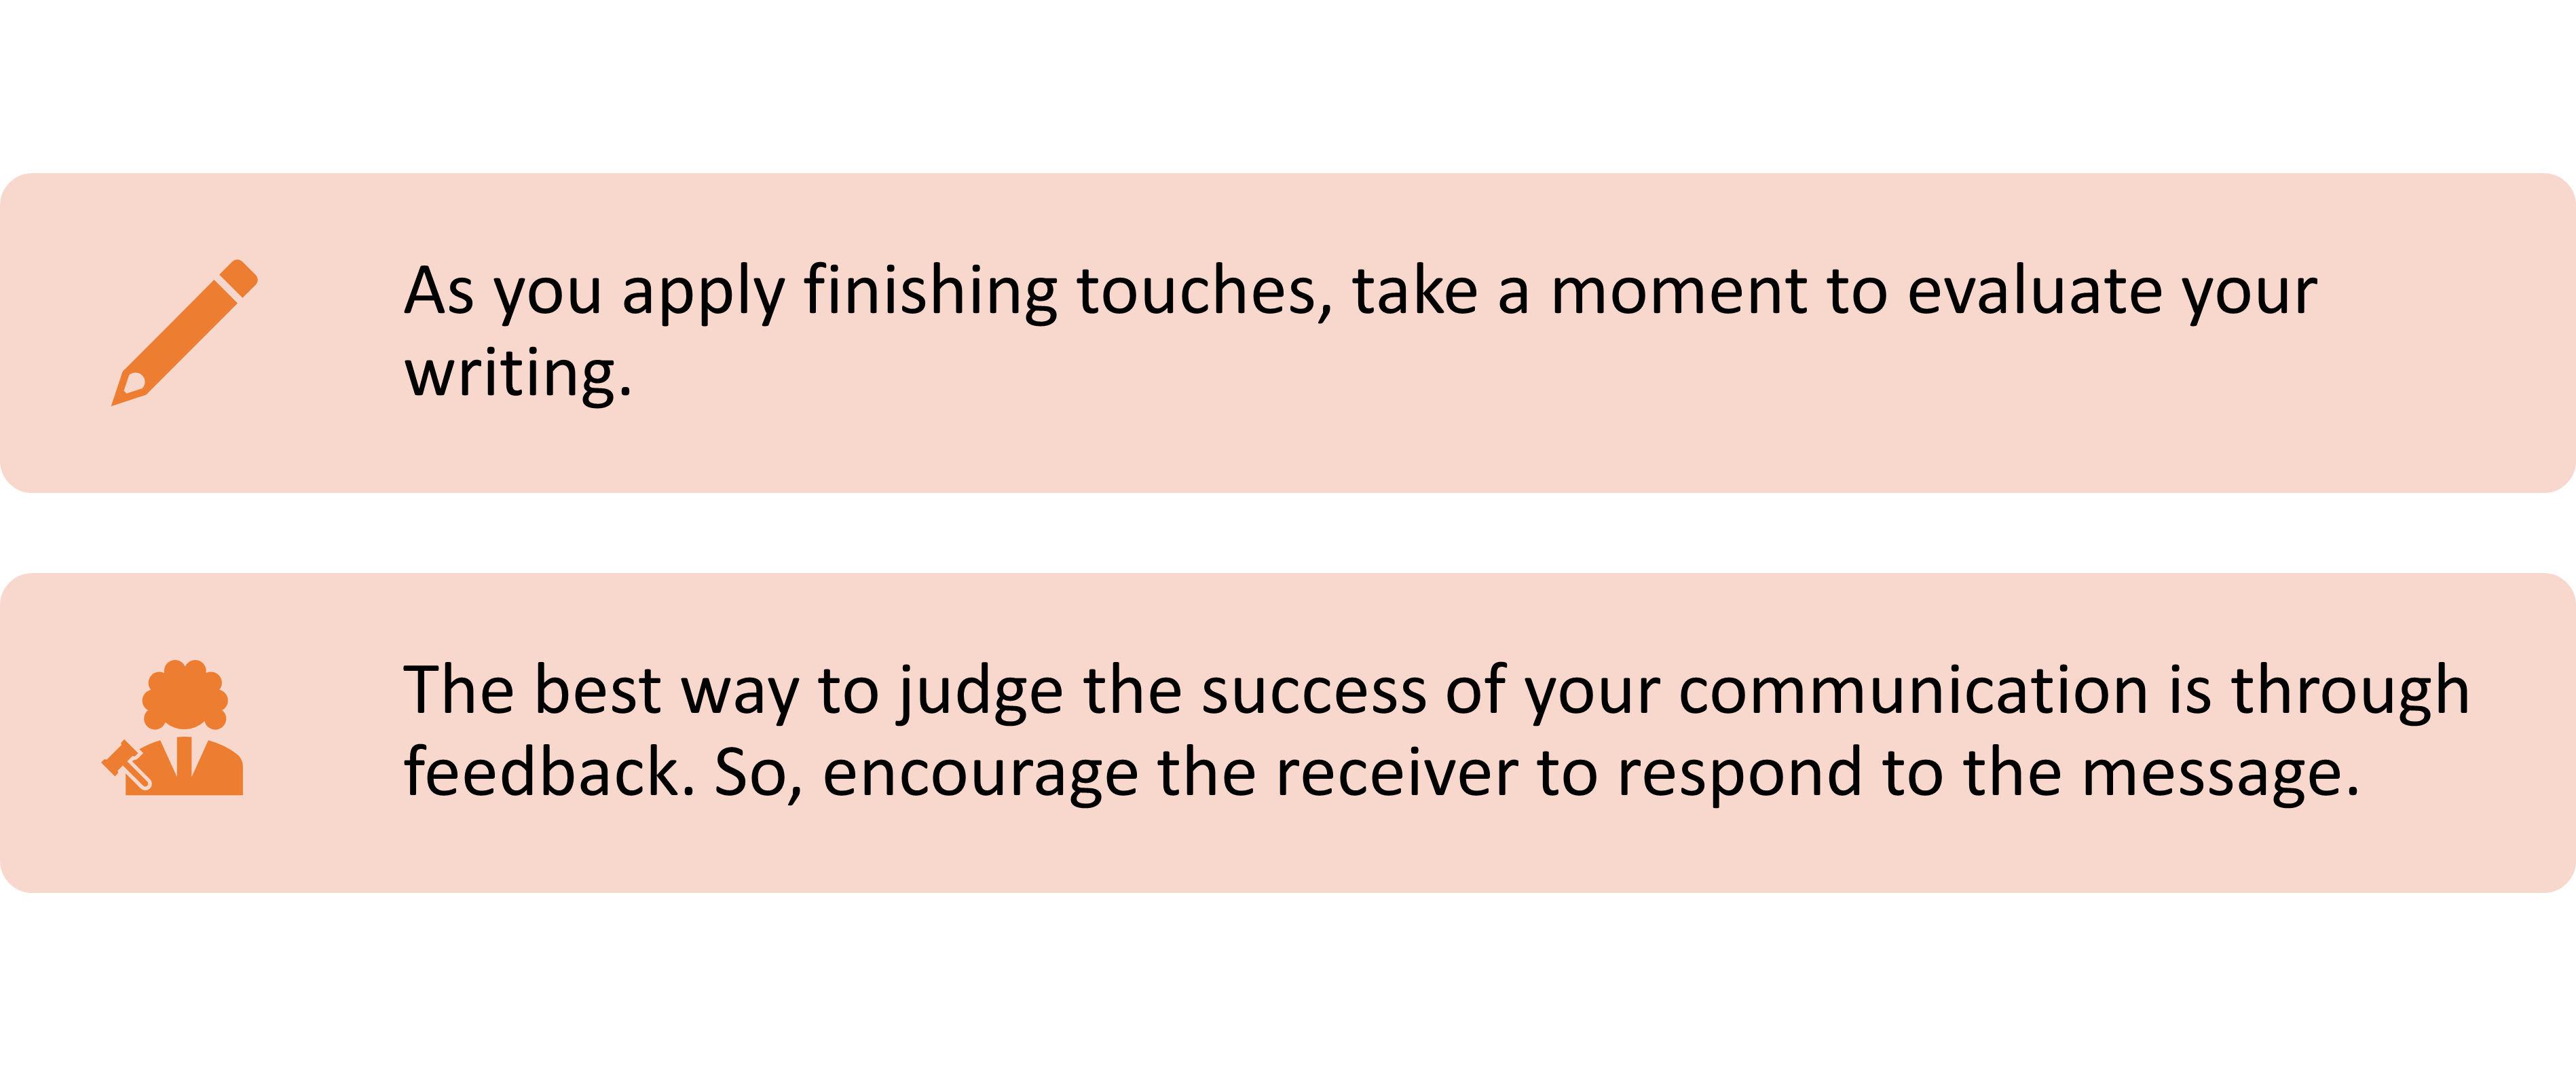 As you apply finishing touches, take a moment to evaluate your
writing.
The best way to judge the success of your communication is through
feedback. So, encourage the receiver to respond to the message.